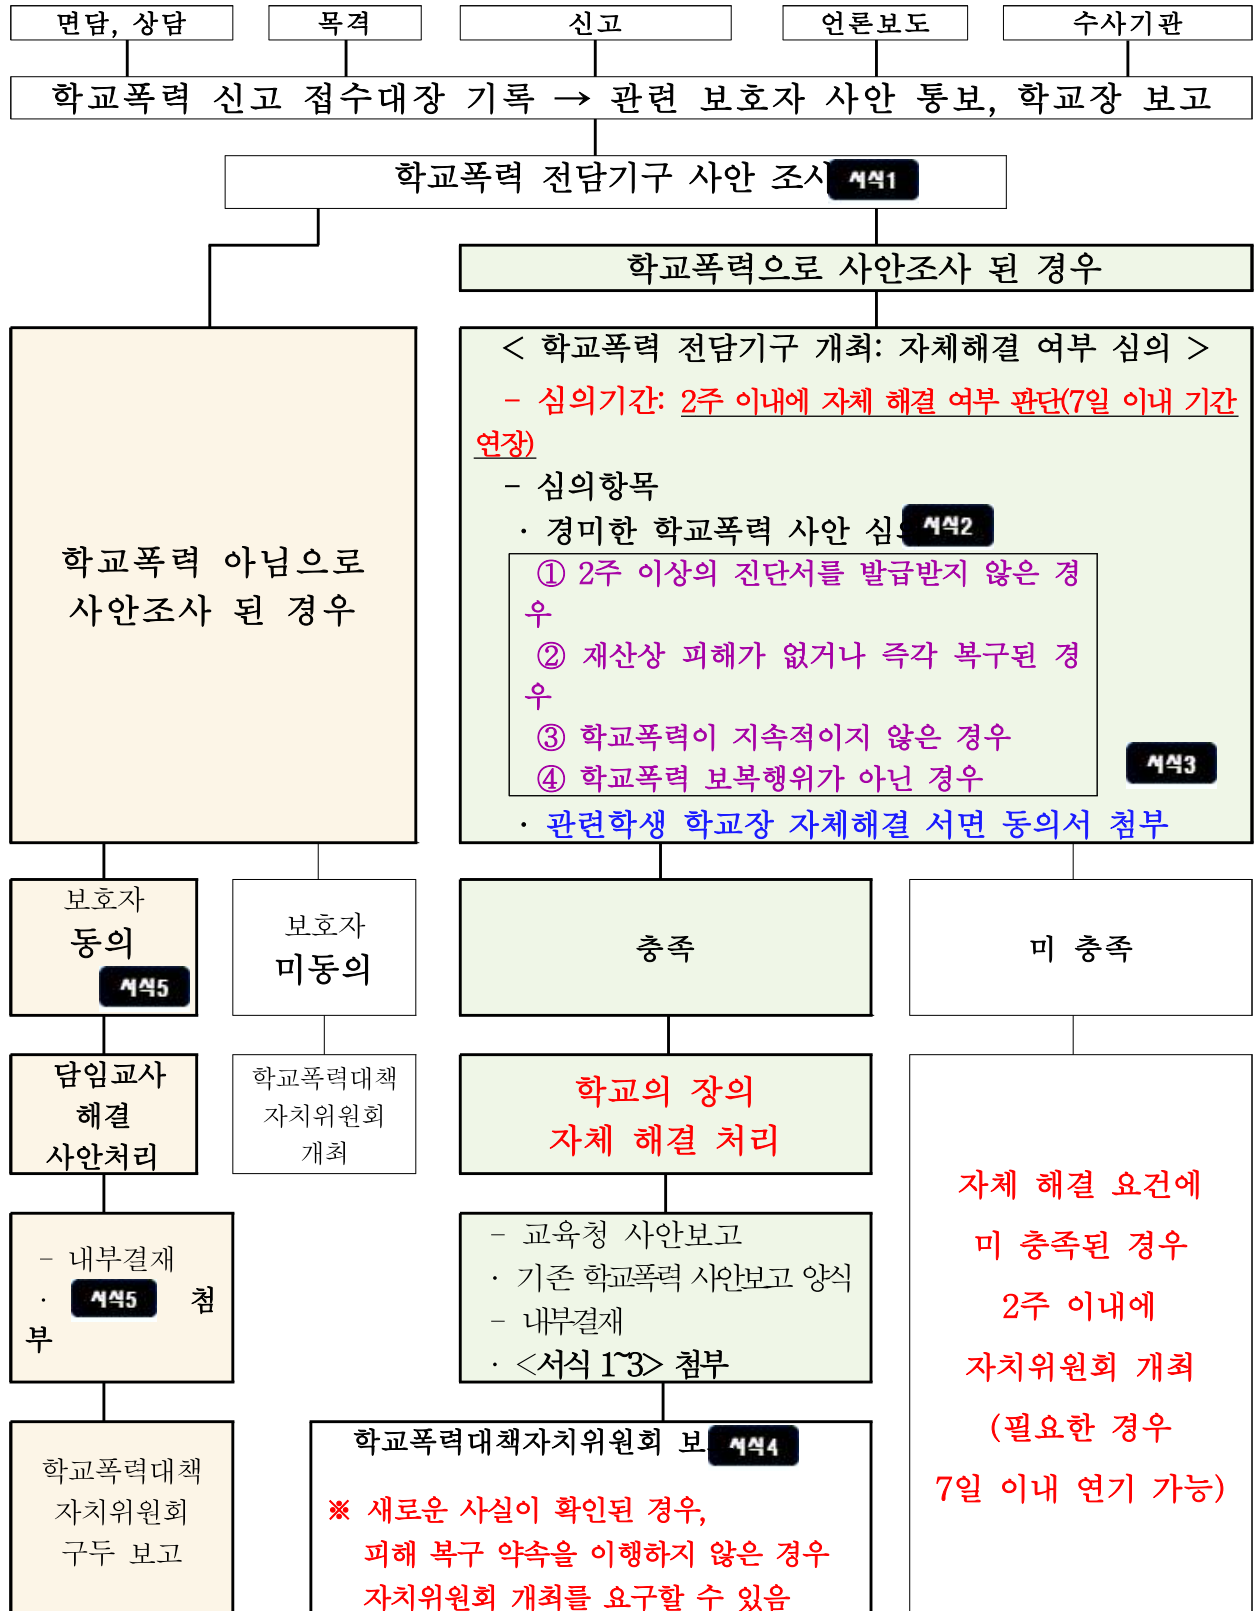 면담, 상담
목격
신고
언론보도
수사기관
학교폭력 신고 접수대장 기록 → 관련 보호자 사안 통보, 학교장 보고
학교폭력 전담기구 사안 조사 서식1
학교폭력으로 사안조사 된 경우
학교폭력 아님으로
사안조사 된 경우
< 학교폭력 전담기구 개최: 자체해결 여부 심의 >
- 심의기간: 2주 이내에 자체 해결 여부 판단(7일 이내 기간
연장)
- 심의항목
· 경미한 학교폭력 사안 심 서식2
① 2주 이상의 진단서를 발급받지 않은 경
우
② 재산상 피해가 없거나 즉각 복구된 경
우
③ 학교폭력이 지속적이지 않은 경우
④ 학교폭력 보복행위가 아닌 경우
서식3
· 관련학생 학교장 자체해결 서면 동의서 첨부
보호자
동의
서식5
보호자
미동의
충족
미 충족
담임교사
해결
사안처리
학교폭력대책
자치위원회
개최
학교의 장의
자체 해결 처리
자체 해결 요건에
미 충족된 경우
2주 이내에
자치위원회 개최
(필요한 경우
7일 이내 연기 가능)
- 내부결재
· 서식5 첨
부
- 교육청 사안보고
· 기존 학교폭력 사안보고 양식
- 내부결재
· <서식 1~3> 첨부
학교폭력대책
자치위원회
구두 보고
학교폭력대책자치위원회 보 서식4
※ 새로운 사실이 확인된 경우,
피해 복구 약속을 이행하지 않은 경우
자치위원회 개최를 요구할 수 있음